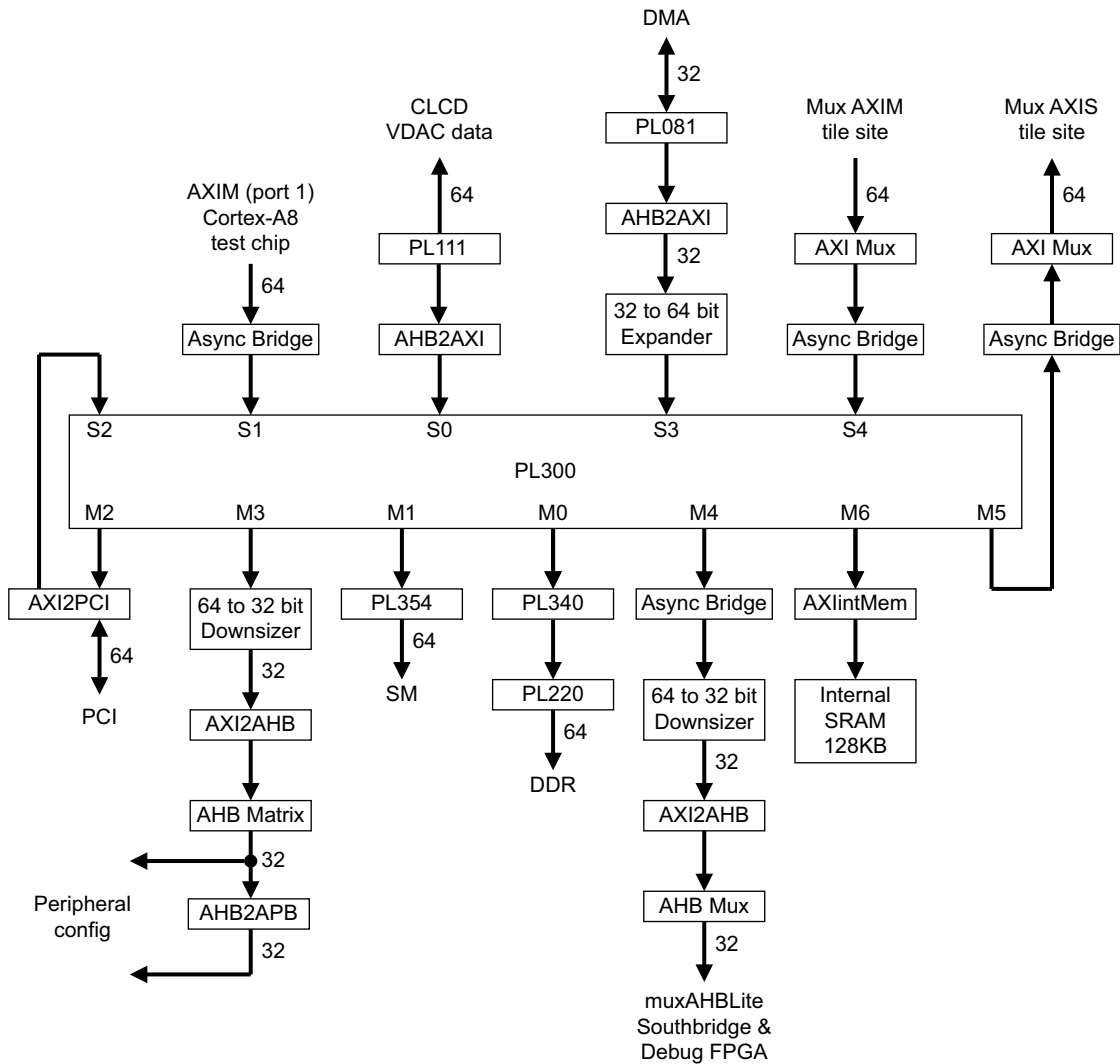 DMA
32
CLCD
VDAC data
PL081
Mux AXIM
tile site
Mux AXIS
tile site
AXIM (port 1)
Cortex-A8
test chip
64
64
64
PL111
AHB2AXI
AXI Mux
AXI Mux
64
32
Async Bridge
AHB2AXI
32 to 64 bit
Expander
Async Bridge
Async Bridge
S2
S1
S0
S3
S4
PL300
M2
M3
M1
M0
M4
M6
M5
AXI2PCI
64 to 32 bit
Downsizer
PL354
PL340
Async Bridge
AXIintMem
64
32
64
PCI
AXI2AHB
SM
PL220
64 to 32 bit
Downsizer
Internal
SRAM
128KB
64
32
DDR
AHB Matrix
AXI2AHB
32
Peripheral
config
AHB2APB
AHB Mux
32
32
muxAHBLite
Southbridge &
Debug FPGA